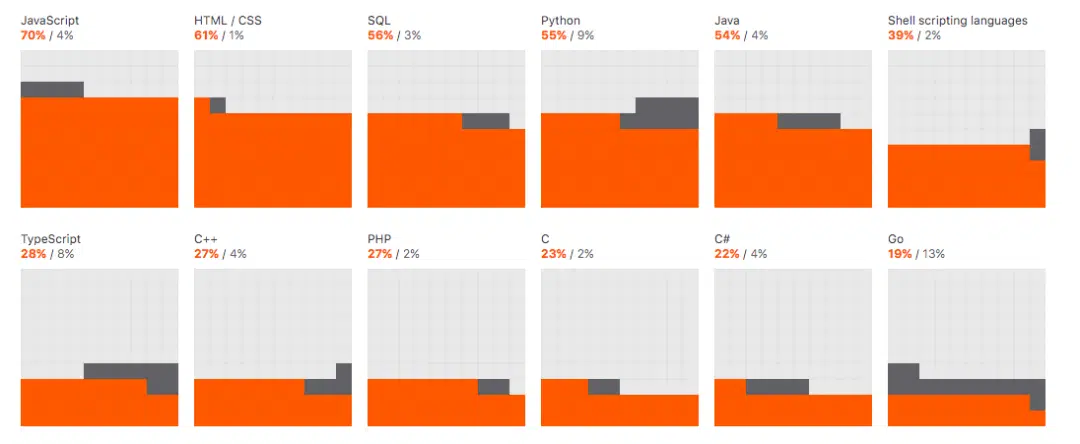 JavaScript
70% / 4%
HTML / CSS
61% / 1%
SQL
56% / 3%
Python
55% / 9%
Java
54% / 4%
Shell scripting languages
39% / 2%
TypeScript
28% / 8%
C++
27% / 4%
PHP
27% / 2%
C
23% / 2%
C#
22% / 4%
Go
19% / 13%